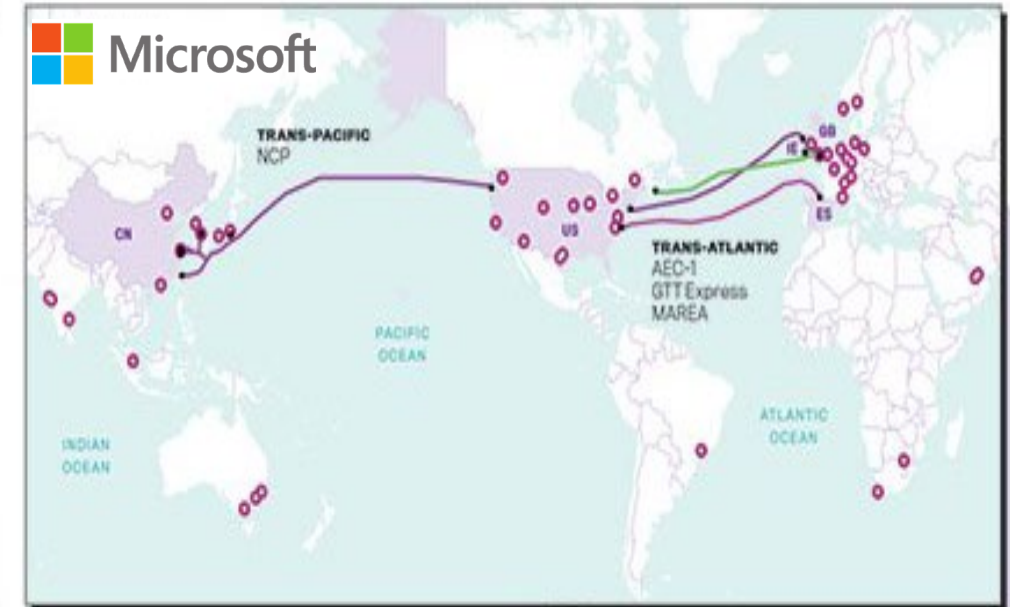 Microsoft
TRANS-PACIFIC
NCP
CN
US
IE
GB
ES
TRANS-ATLANTIC
AEC-1
GTT Express
MAREA
PACIFIC
OCEAN
ATLANTIC
OCEAN
INDIAN
OCEAN